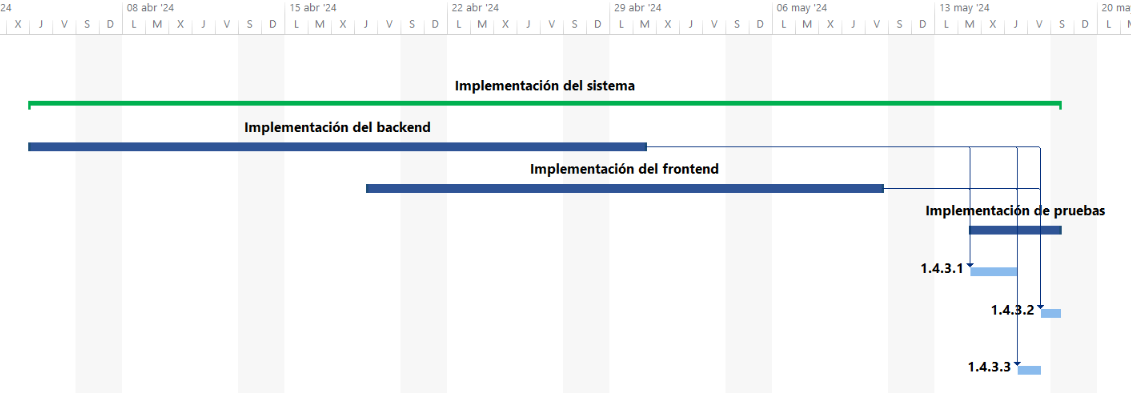 24 08 abr '24 15 abr '24 22 abr '24 29 abr '24 06 may '24 13 may '24 20 ma
X J V S D L M X J V S D L M X J V S D L M X J V S D L M X J V S D L M X J V S D L M X J V S D L M
Implementación del sistema
Implementación del backend
Implementación del frontend
Implementación de pruebas
1.4.3.1
1.4.3.2
1.4.3.3